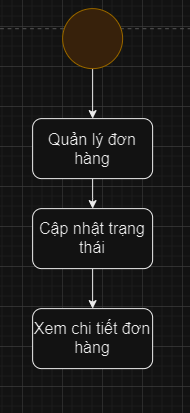 Quản lý đơn
hàng
Cập nhật trạng
thái
Xem chi tiết đơn
hàng